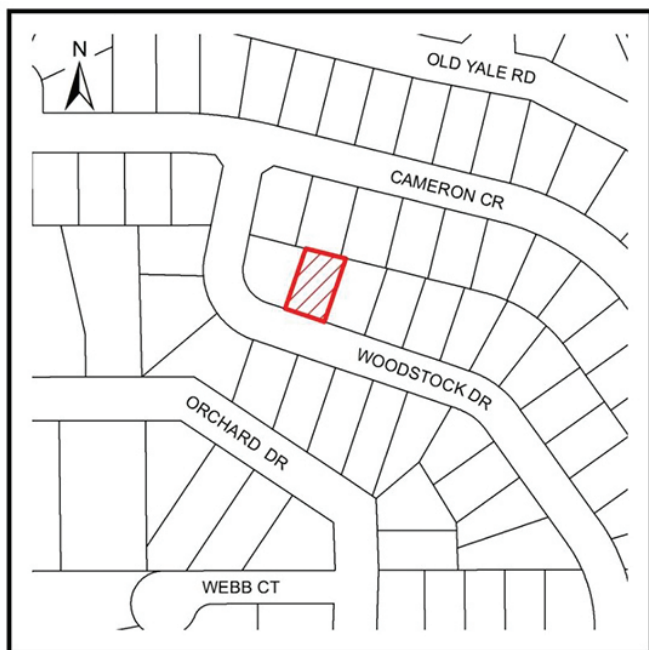 N
OLD YALE RD
CAMERON CR
WOODSTOCK DR
ORCHARD DR
WEBB CT